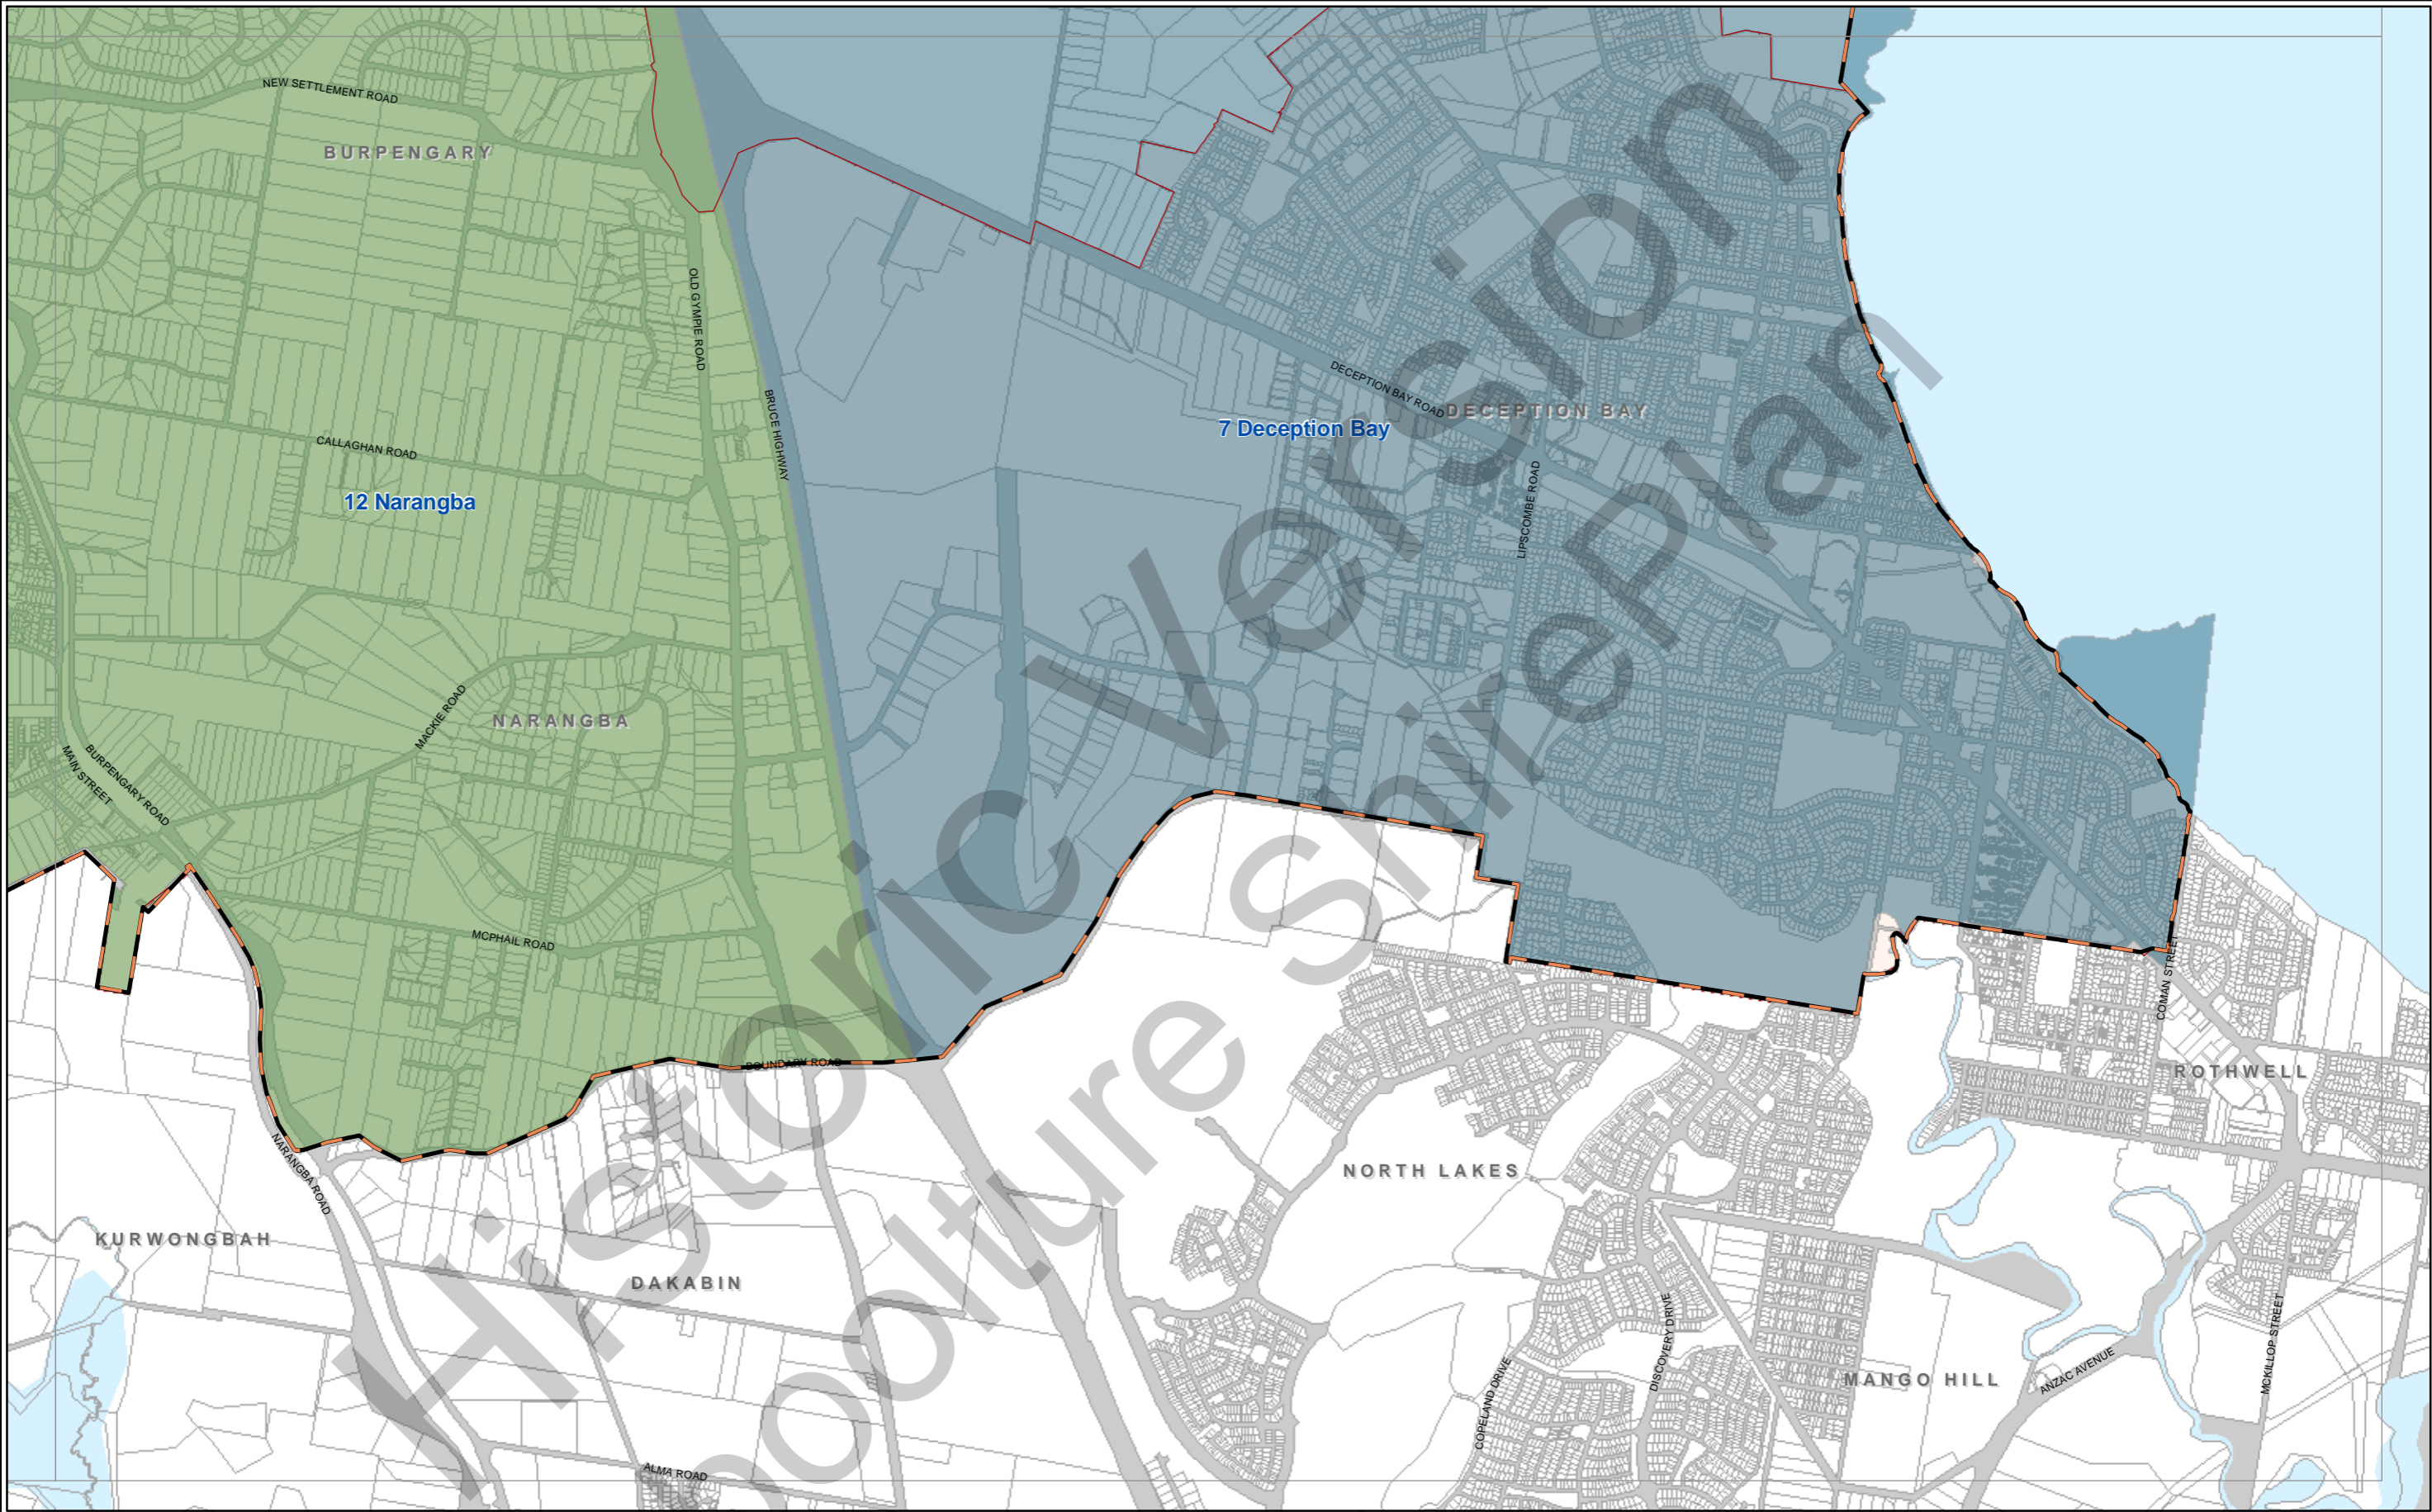 NEW SETTLEMENT ROAD
BURPENGARY
OLD GYMPIE ROAD
BRUCE HIGHWAY
DECEPTION BAY ROAD
DECEPTION BAY
7 Deception Bay
CALLAGHAN ROAD
12 Narangba
LIPSCOMBE ROAD
MACKIE ROAD
NARANGBA
BURPENGARY ROAD
MAIN STREET
MCPHAIL ROAD
COMAN STREET
BOUNDARY ROAD
ROTHWELL
NARANGBA ROAD
NORTH LAKES
KURWONGBAH
DAKABIN
DISCOVERY DRIVE
MCKILLOP STREET
COPELAND DRIVE
MANGO HILL
ANZAC AVENUE
ALMA ROAD
Historic Version
oolture ShirePlan